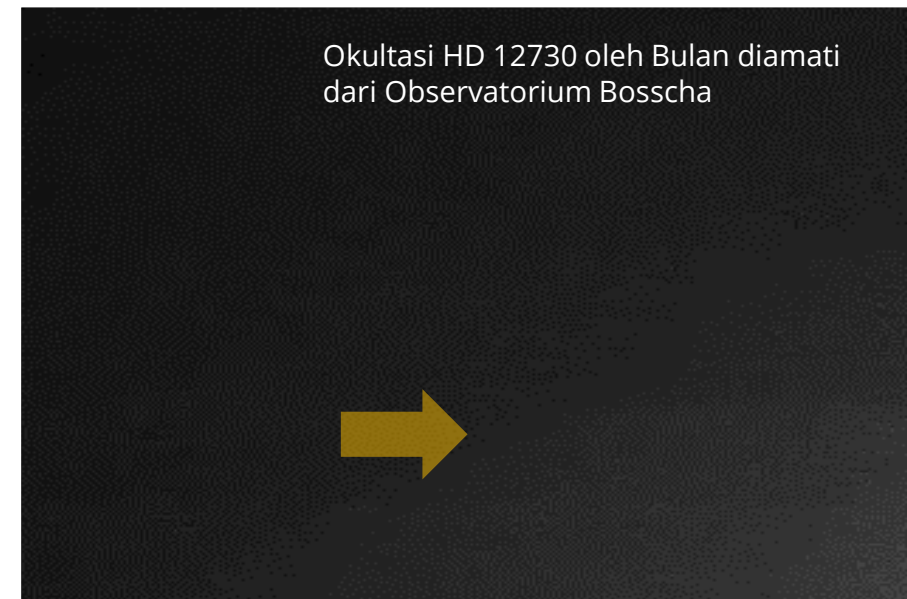 Okultasi HD 12730 oleh Bulan diamati
dari Observatorium Bosscha